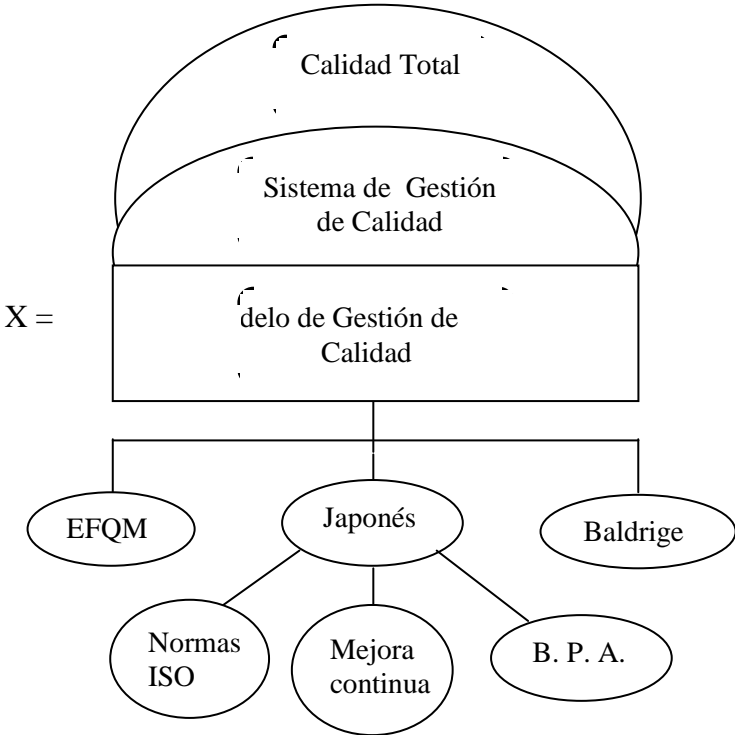 Calidad Total
Sistema de Gestión
de Calidad
X =
delo de Gestión de
Calidad
EFQM
Japonés
Baldrige
Normas
ISO
Mejora
continua
B. P. A.